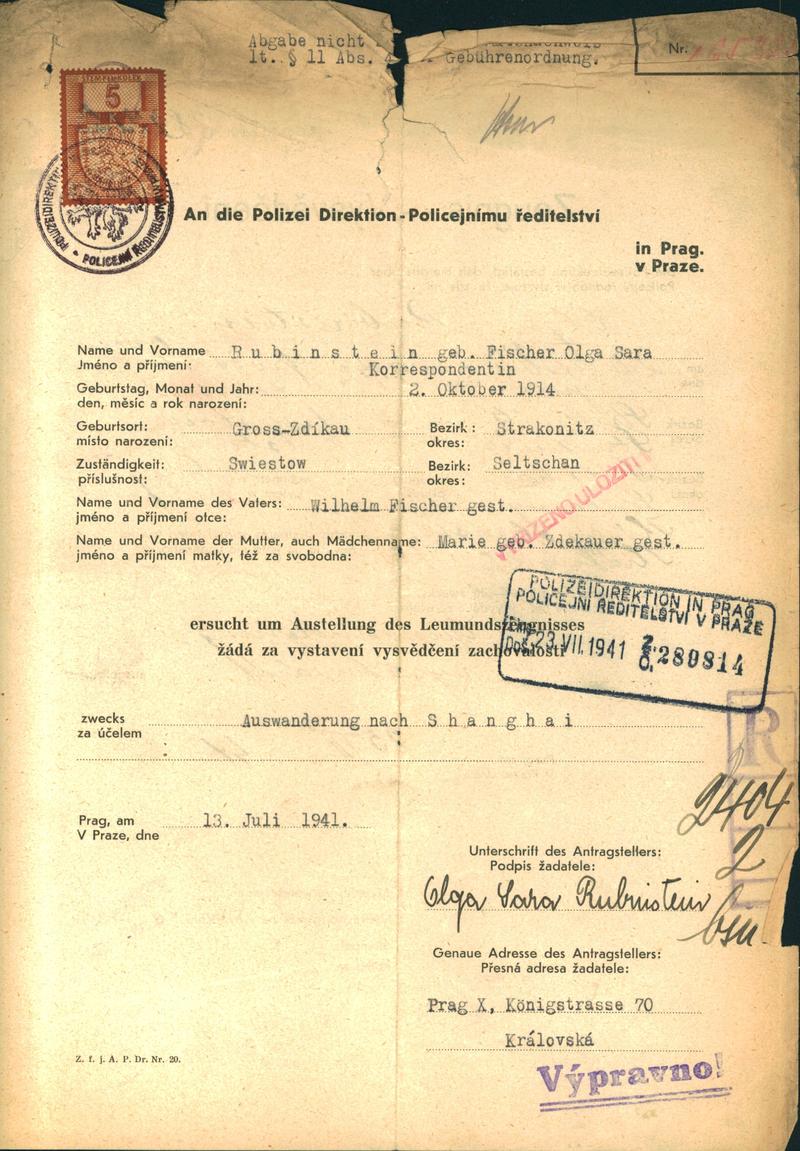 Abgabe nicht
lt. § 11 Abs. Gebührenordnung.
Nr.
STEMPELKOLEK
5
K
POLIZEIDIREKTION
POLICEJNÍ ŘEDITELSTVÍ
An die Polizei Direktion - Policejnímu ředitelství
in Prag.
v Praze.
Name und Vorname R u b i n s t e i n geb. Fischer Olga Sara
Jméno a příjmení: Korrespondentin
Geburtstag, Monat und Jahr: 2. Oktober 1914
den, měsíc a rok narození:
Geburtsort: Gross-Zdíkau Bezirk: Strakonitz
místo narození: okres:
Zuständigkeit: Swiestow Bezirk: Seltschan
příslušnost: okres:
Name und Vorname des Vaters: Wilhelm Fischer gest.
jméno a příjmení otce:
Name und Vorname der Mutter, auch Mädchenname: Marie geb. Zdekauer gest.
jméno a příjmení matky, též za svobodna:
ULOŽITI
POLIZEIDIREKTION IN PRAG
POLICEJNÍ ŘEDITELSTVÍ V PRAZE
23 VII. 1941 280814
ersucht um Austellung des Leumundszeugnisses
žádá za vystavení vysvědčení zachovalosti
zwecks Auswanderung nach S h a n g h a i
za účelem
R
Prag, am 13. Juli 1941.
V Praze, dne
2404
2
Unterschrift des Antragstellers:
Podpis žadatele:
Olga Sara Rubinstein
Genaue Adresse des Antragstellers:
Přesná adresa žadatele:
Prag X, Königstrasse 70
Královská
Z. f. j. A. P. Dr. Nr. 20.
Výpravno!